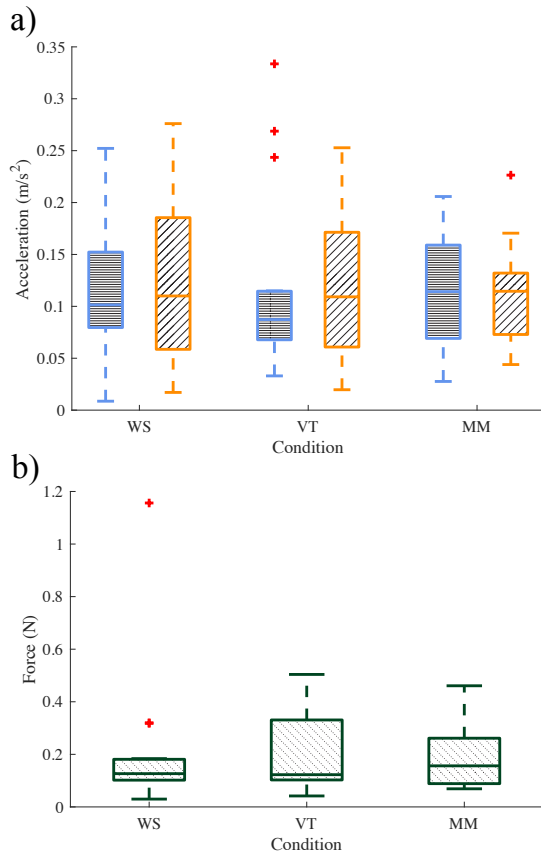 a)
0.35
0.3
0.25
0.2
0.15
0.1
0.05
0
Acceleration (m/s²)
WS VT MM
Condition
b)
1.2
1
0.8
0.6
0.4
0.2
0
Force (N)
WS VT MM
Condition